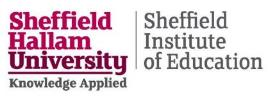 Sheffield
Hallam
University
Knowledge Applied
Sheffield
Institute
of Education